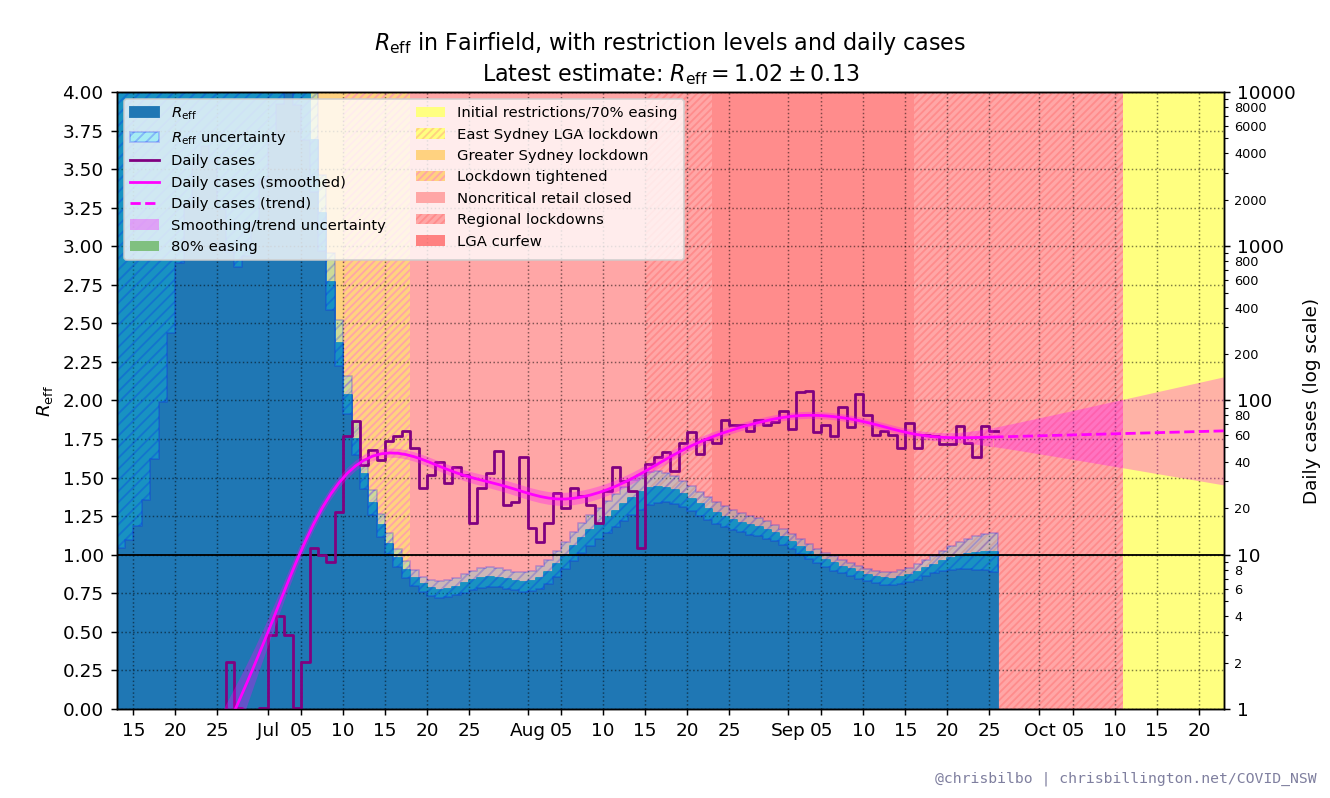 Reff in Fairfield, with restriction levels and daily cases
Latest estimate: Reff = 1.02 ± 0.13
Reff
Reff uncertainty
Daily cases
Daily cases (smoothed)
Daily cases (trend)
Smoothing/trend uncertainty
80% easing
Initial restrictions/70% easing
East Sydney LGA lockdown
Greater Sydney lockdown
Lockdown tightened
Noncritical retail closed
Regional lockdowns
LGA curfew
Reff
4.00
3.75
3.50
3.25
3.00
2.75
2.50
2.25
2.00
1.75
1.50
1.25
1.00
0.75
0.50
0.25
0.00
10000
8000
6000
4000
2000
1000
800
600
400
200
100
80
60
40
20
10
8
6
4
2
1
Daily cases (log scale)
15 20 25 Jul 05 10 15 20 25 Aug 05 10 15 20 25 Sep 05 10 15 20 25 Oct 05 10 15 20
@chrisbilbo | chrisbillington.net/COVID_NSW